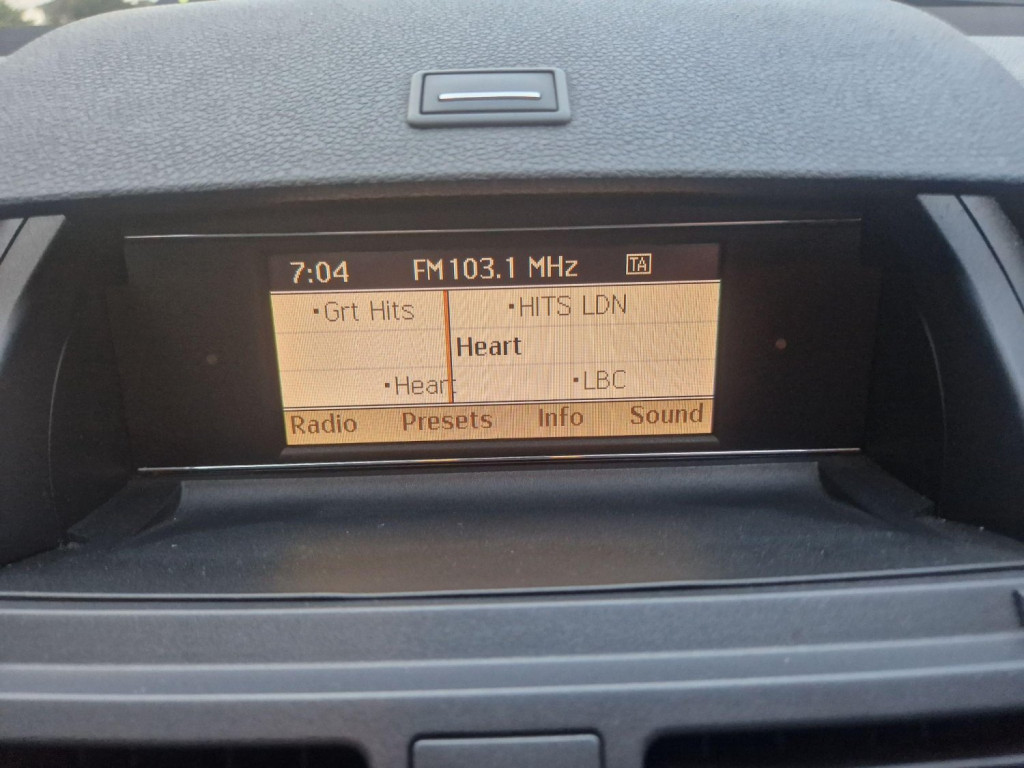 7:04 FM 103.1 MHz TA
•Grt Hits •HITS LDN
Heart
•Heart •LBC
Radio Presets Info Sound